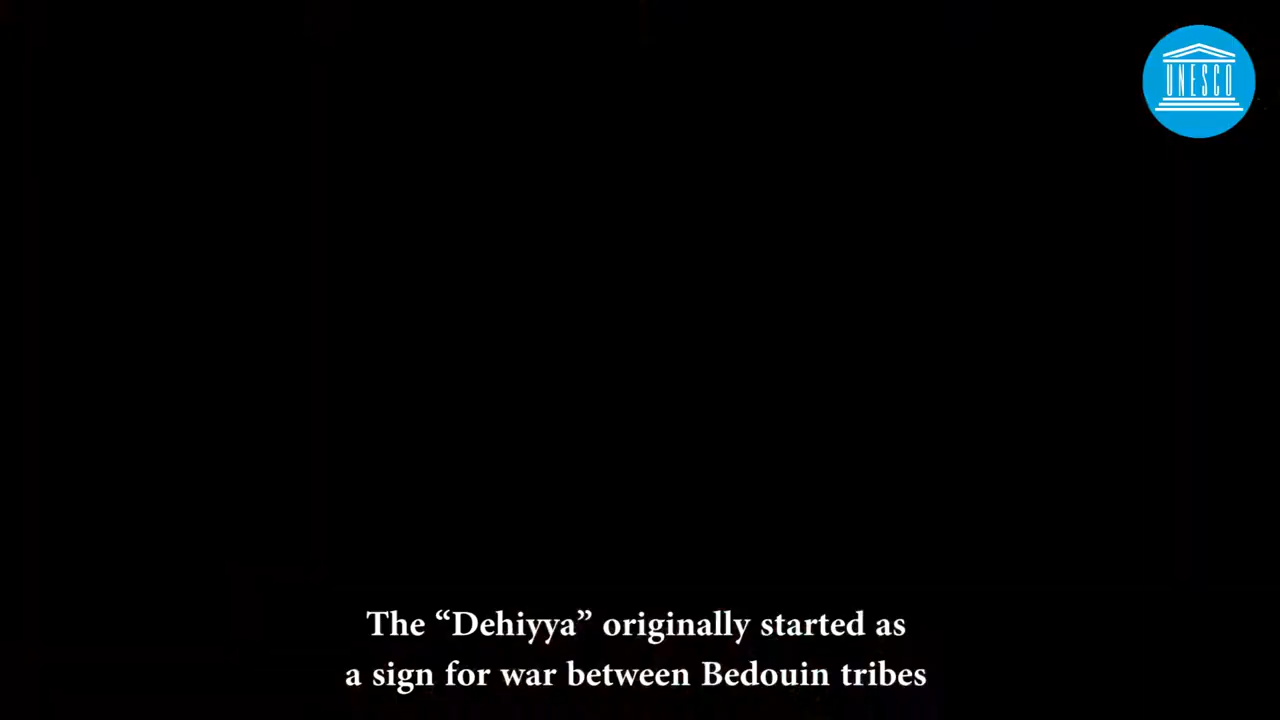 UNESCO
The “Dehiyya” originally started as
a sign for war between Bedouin tribes